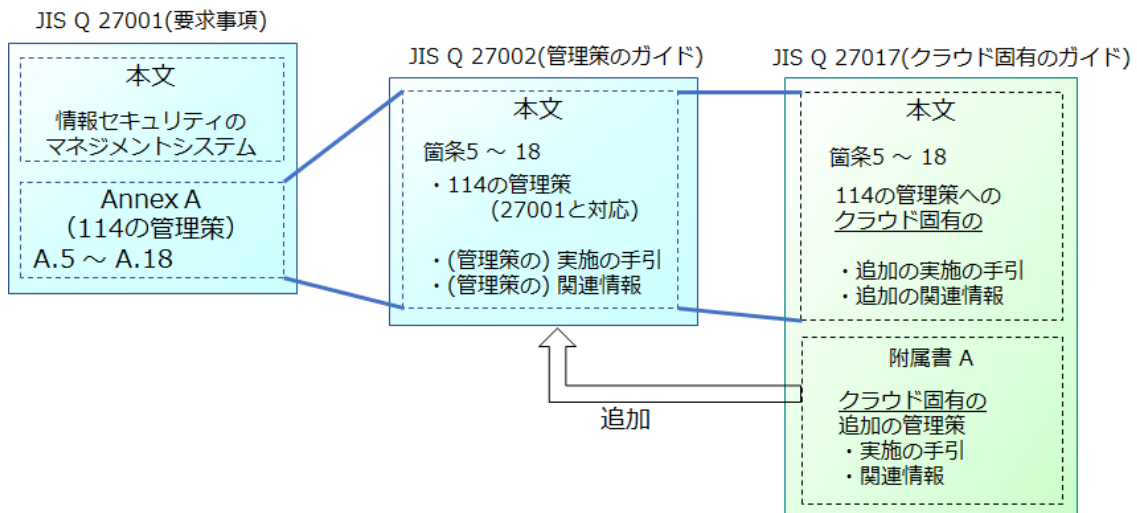 JIS Q 27001(要求事項)
本文
情報セキュリティの
マネジメントシステム
Annex A
(114の管理策)
A.5 ～ A.18
JIS Q 27002(管理策のガイド)
本文
箇条5 ～ 18
・114の管理策
(27001と対応)
・(管理策の) 実施の手引
・(管理策の) 関連情報
JIS Q 27017(クラウド固有のガイド)
本文
箇条5 ～ 18
114の管理策への
クラウド固有の
・追加の実施の手引
・追加の関連情報
附属書 A
クラウド固有の
追加の管理策
・実施の手引
・関連情報
追加